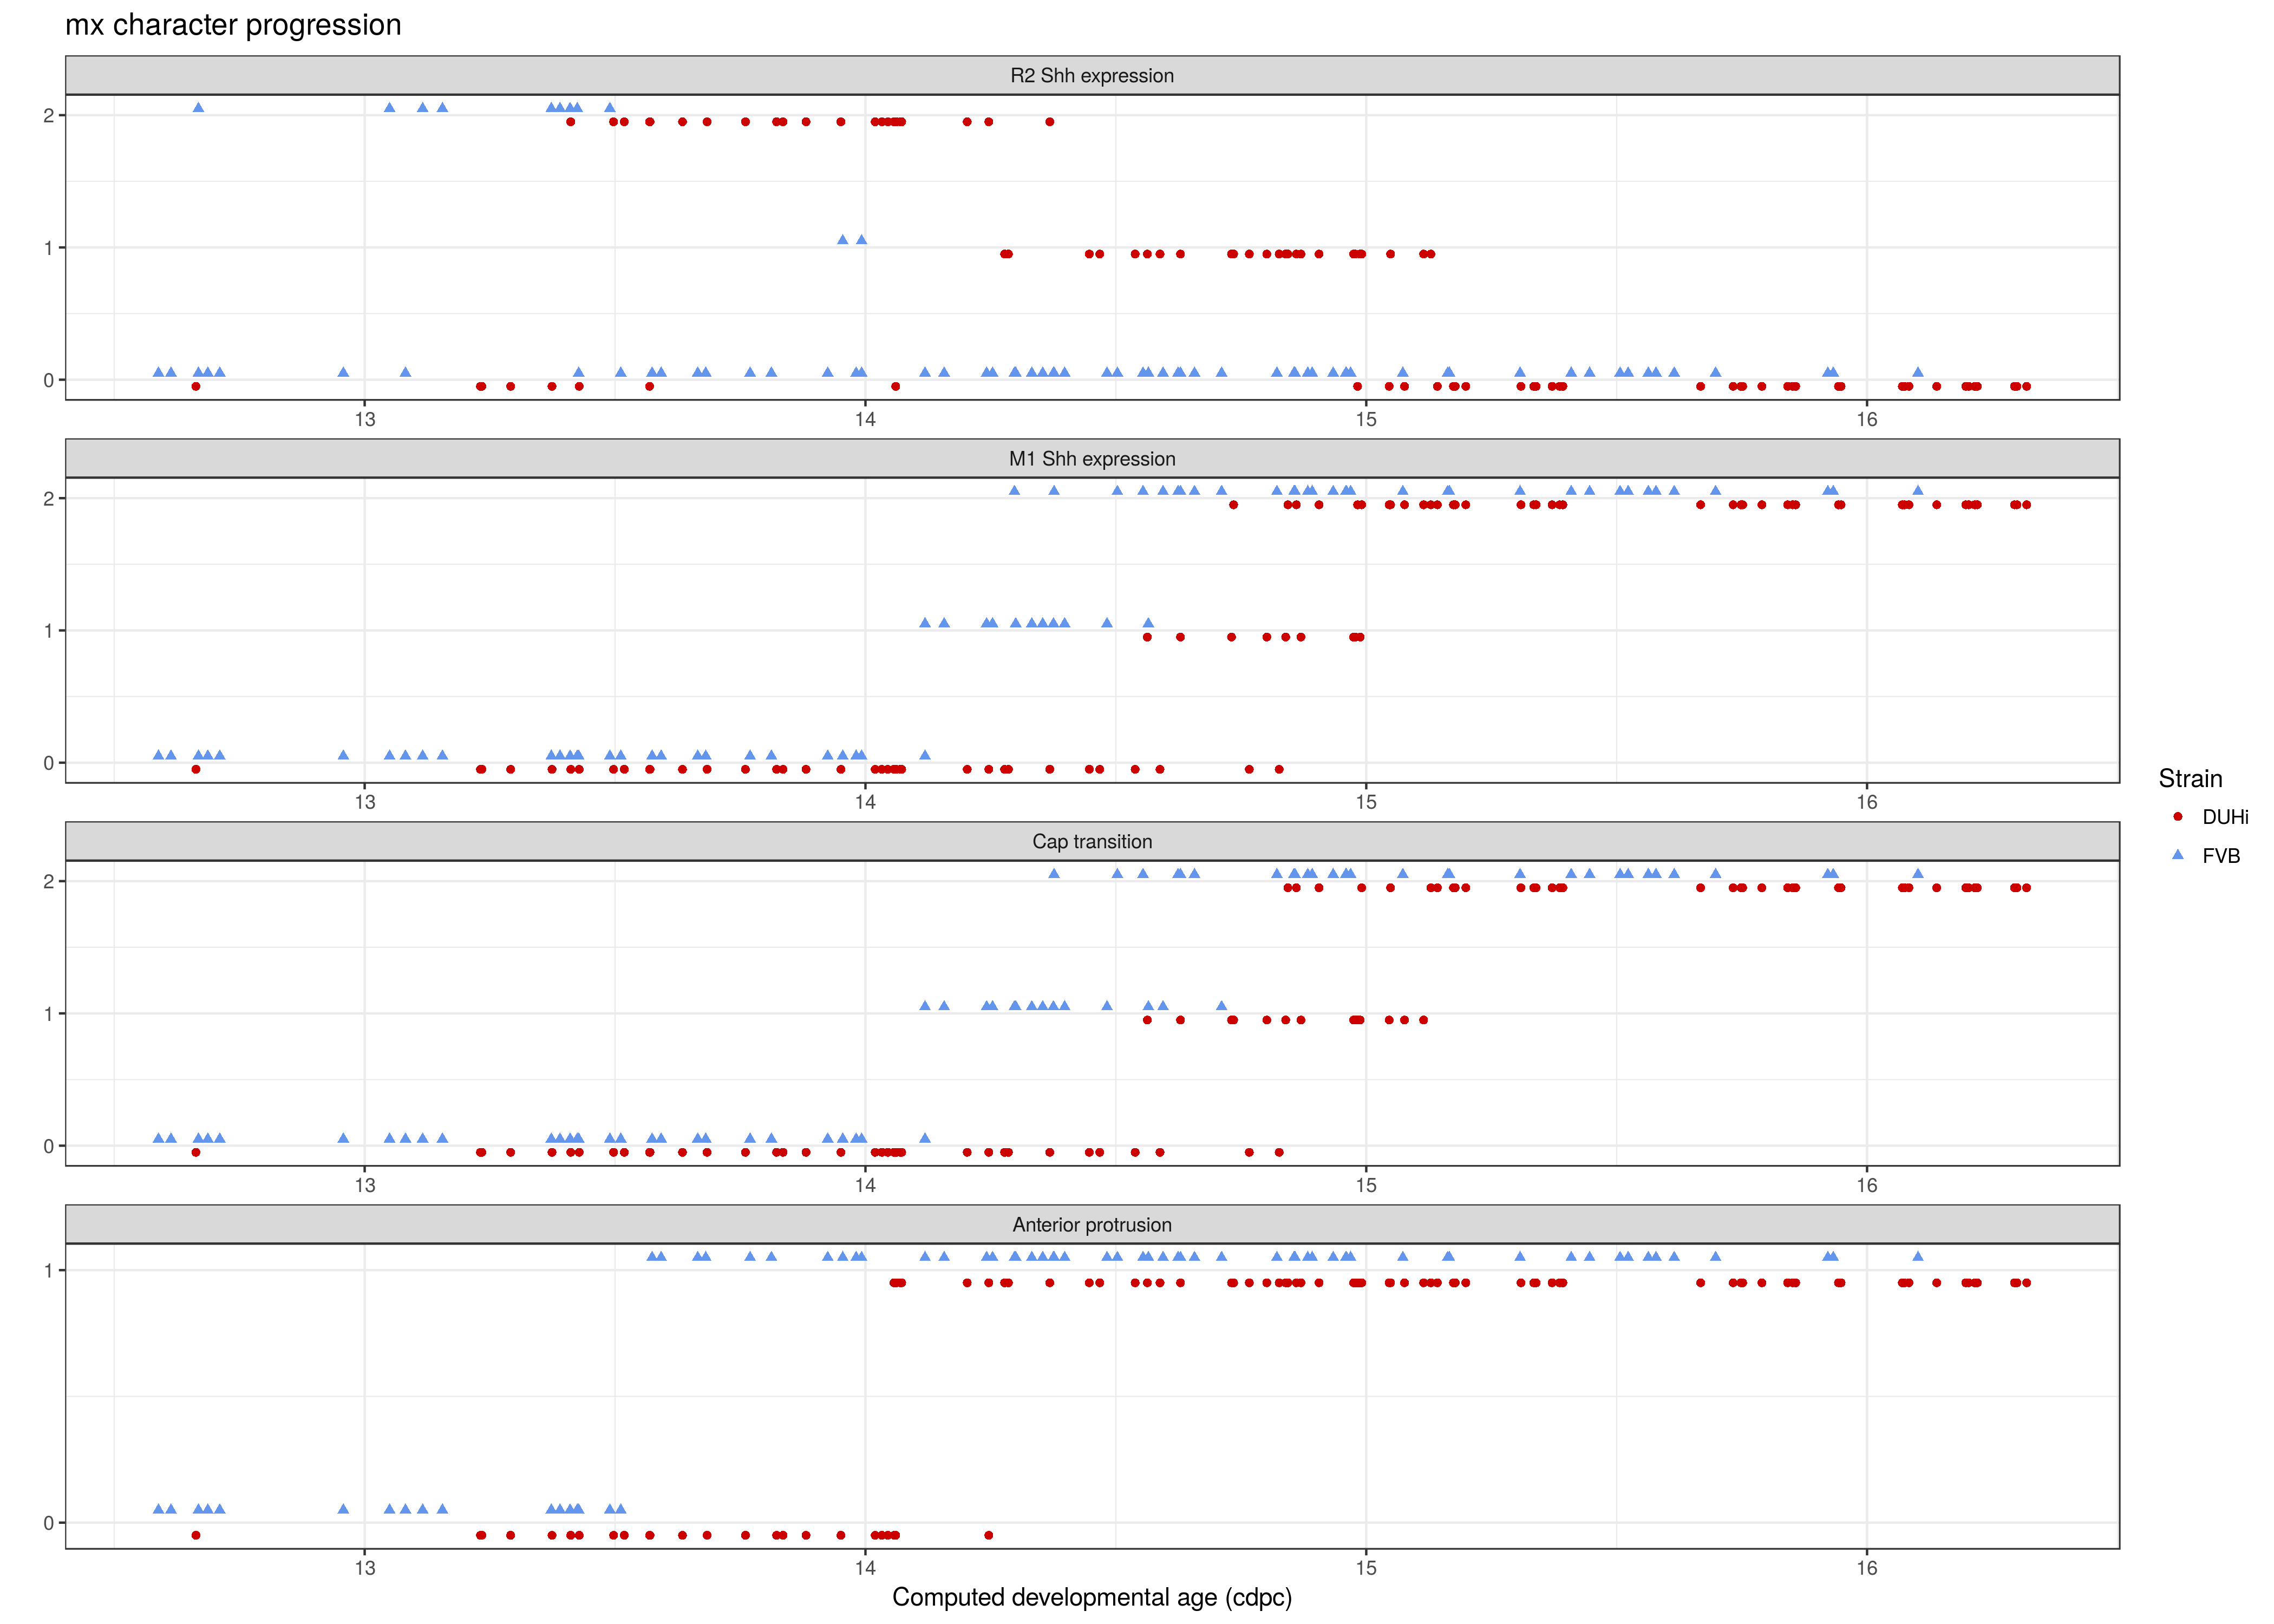 mx character progression
R2 Shh expression
2
1
0
13 14 15 16
M1 Shh expression
2
1
0
13 14 15 16
Cap transition
2
1
0
13 14 15 16
Anterior protrusion
1
0
13 14 15 16
Computed developmental age (cdpc)
Strain
DUHi
FVB